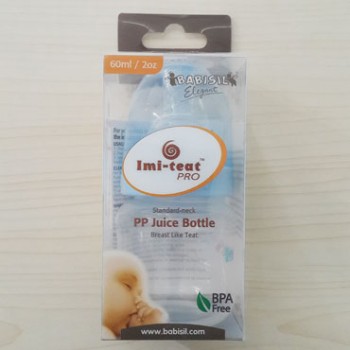 60ml / 2oz
BABISIL
Elegant
Imi-teat™
PRO
Standard-neck
PP Juice Bottle
Breast Like Teat
BPA
Free
www.babisil.com